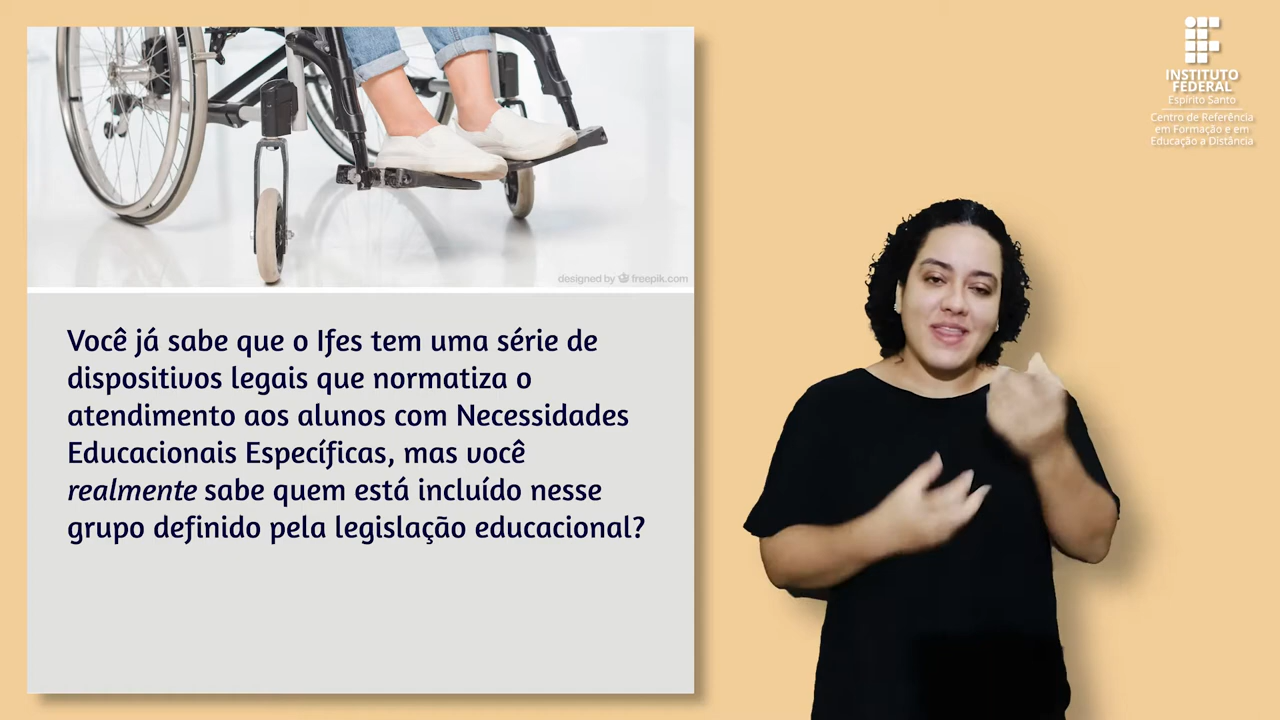 INSTITUTO
FEDERAL
Espírito Santo
Centro de Referência
em Formação e em
Educação a Distância
designed by freepik.com
Você já sabe que o Ifes tem uma série de
dispositivos legais que normatiza o
atendimento aos alunos com Necessidades
Educacionais Específicas, mas você
realmente sabe quem está incluído nesse
grupo definido pela legislação educacional?